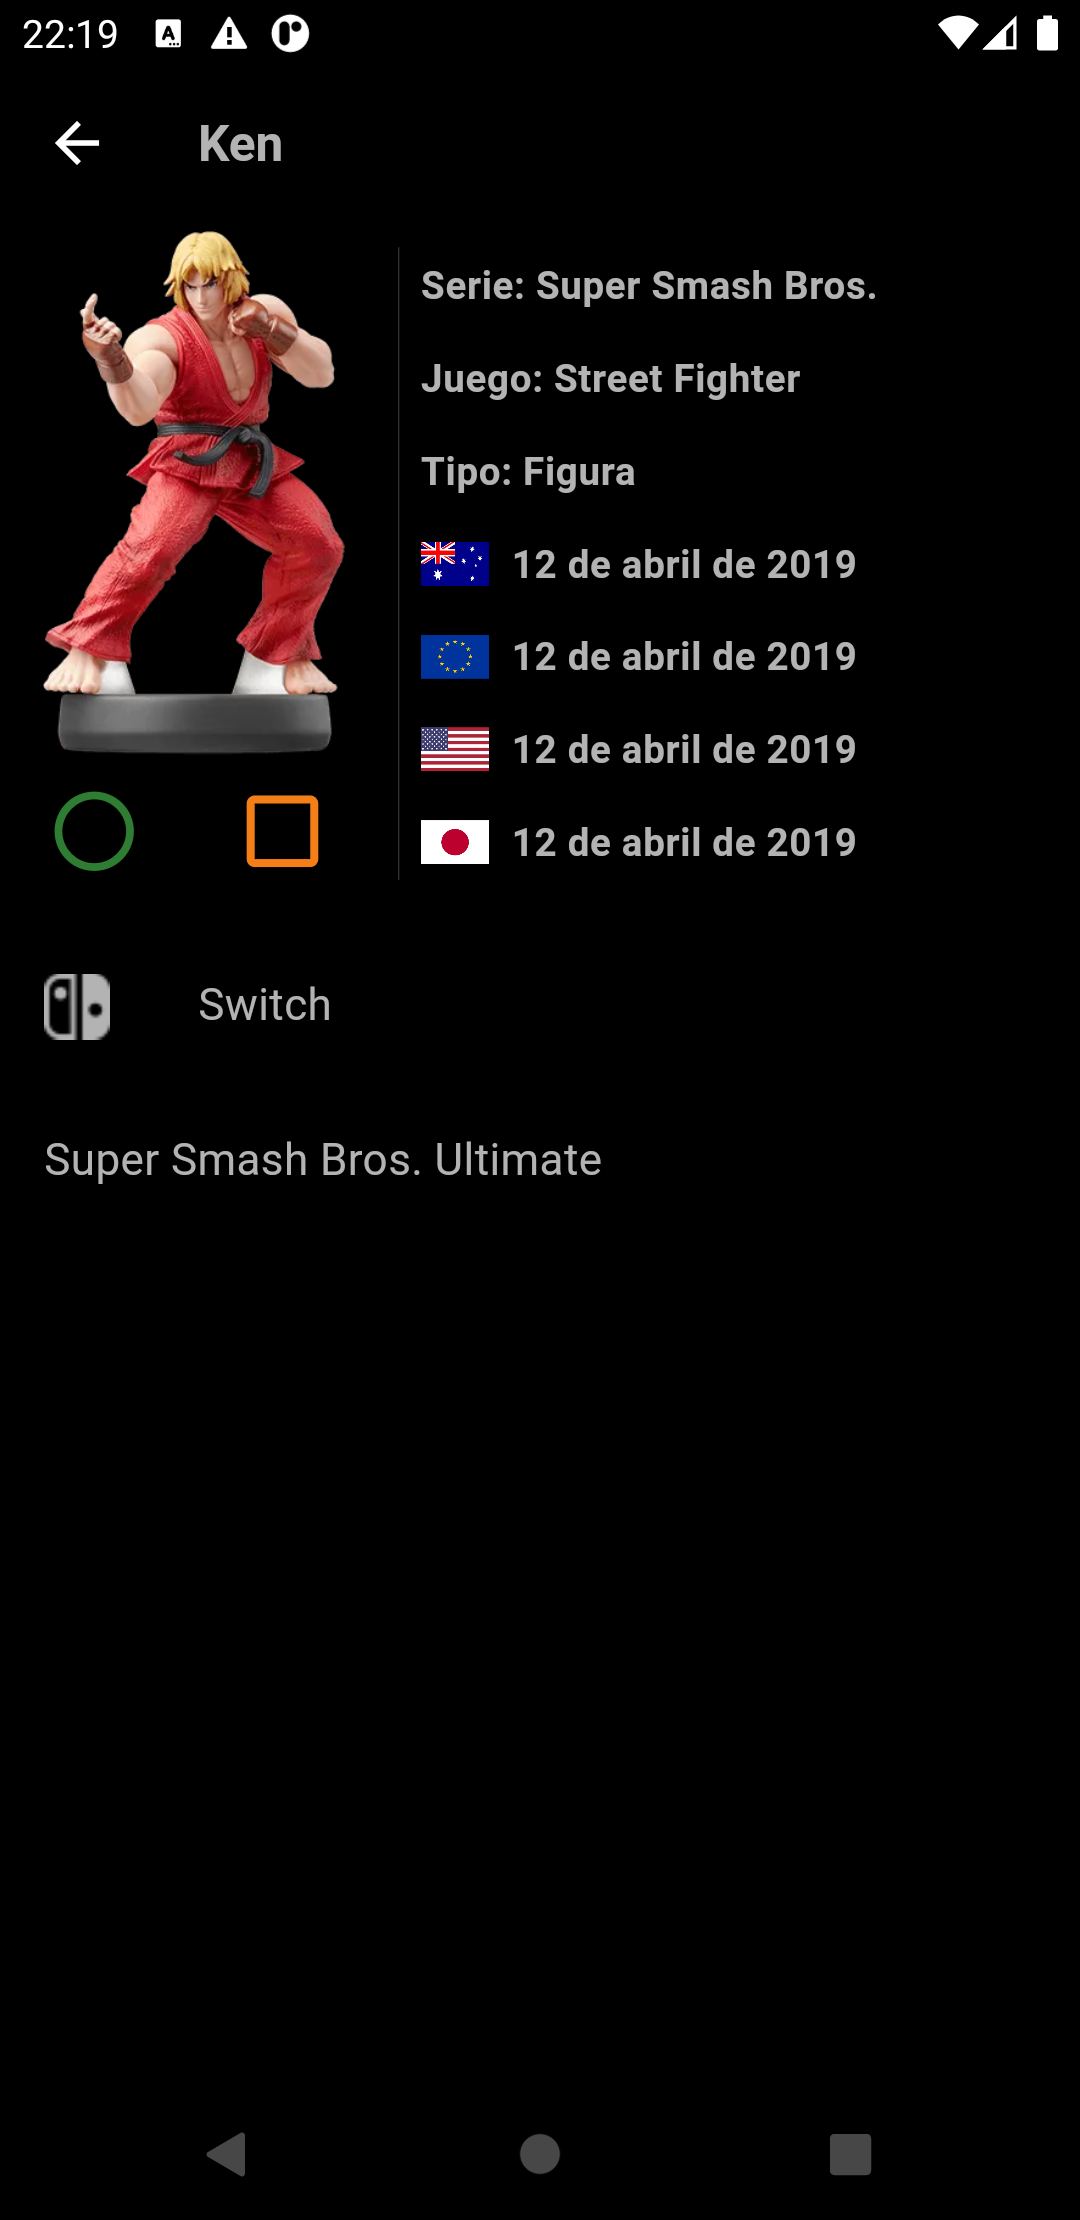 22:19
Ken
Serie: Super Smash Bros.
Juego: Street Fighter
Tipo: Figura
12 de abril de 2019
12 de abril de 2019
12 de abril de 2019
12 de abril de 2019
Switch
Super Smash Bros. Ultimate